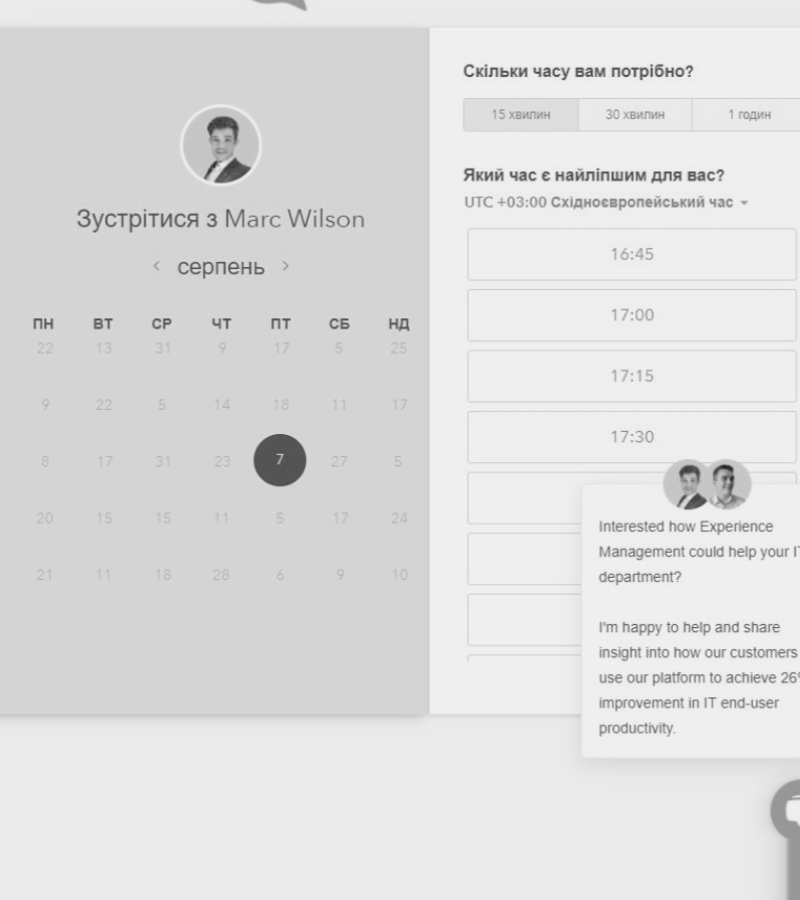 Зустрітися з Marc Wilson
серпень
ПН ВТ СР ЧТ ПТ СБ НД
22 13 31 9 17 5 25
9 22 5 14 18 11 17
8 17 31 23 7 27 5
20 15 15 11 5 17 24
21 11 18 28 6 9 10
Скільки часу вам потрібно?
15 хвилин 30 хвилин 1 годин
Який час є найліпшим для вас?
UTC +03:00 Східноєвропейський час
16:45
17:00
17:15
17:30
Interested how Experience
Management could help your IT
department?
I'm happy to help and share
insight into how our customers
use our platform to achieve 26%
improvement in IT end-user
productivity.